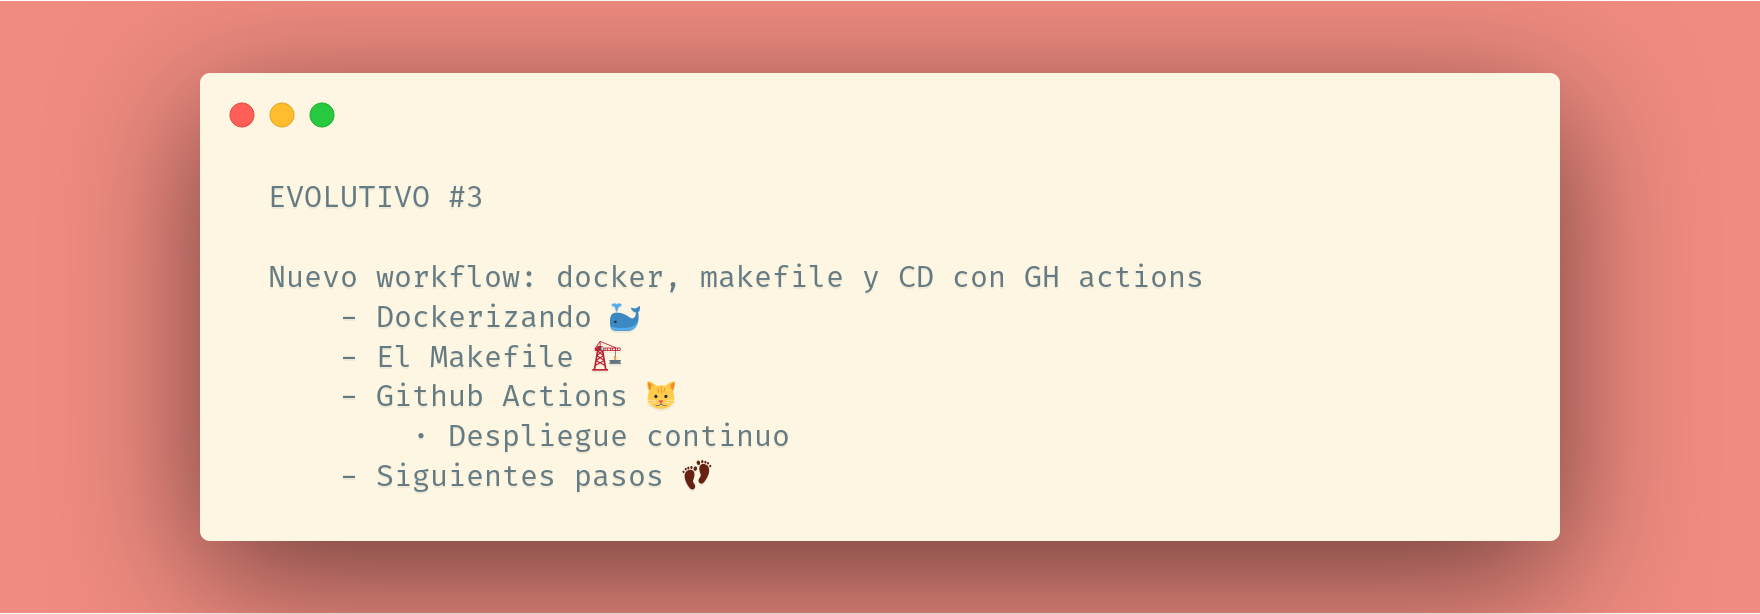 EVOLUTIVO #3
Nuevo workflow: docker, makefile y CD con GH actions
- Dockerizando 🐳
- El Makefile 🏗
- Github Actions 🐱
· Despliegue continuo
- Siguientes pasos 👣